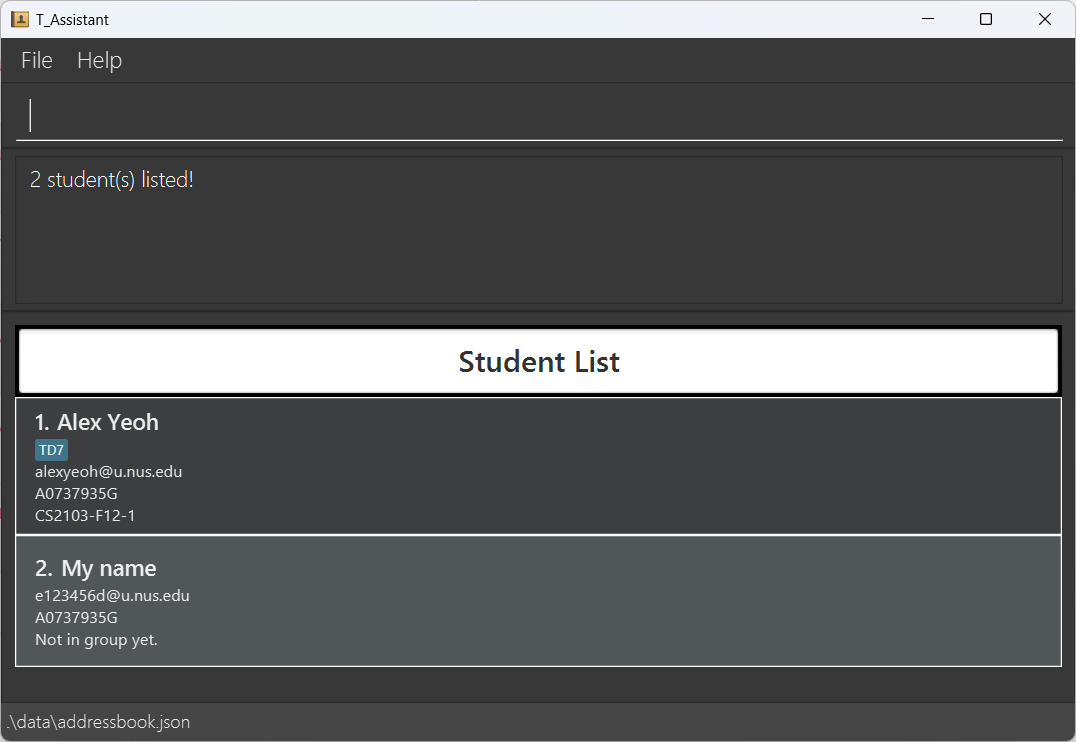 T_Assistant
File Help
2 student(s) listed!
Student List
1. Alex Yeoh
TD7
alexyeoh@u.nus.edu
A0737935G
CS2103-F12-1
2. My name
e123456d@u.nus.edu
A0737935G
Not in group yet.
.\data\addressbook.json